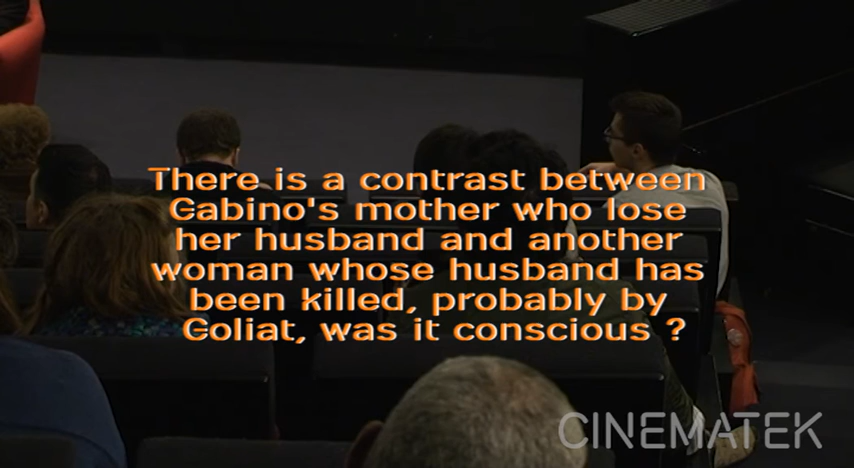 There is a contrast between
Gabino's mother who lose
her husband and another
woman whose husband has
been killed, probably by
Goliat, was it conscious ?
CINEMATEK